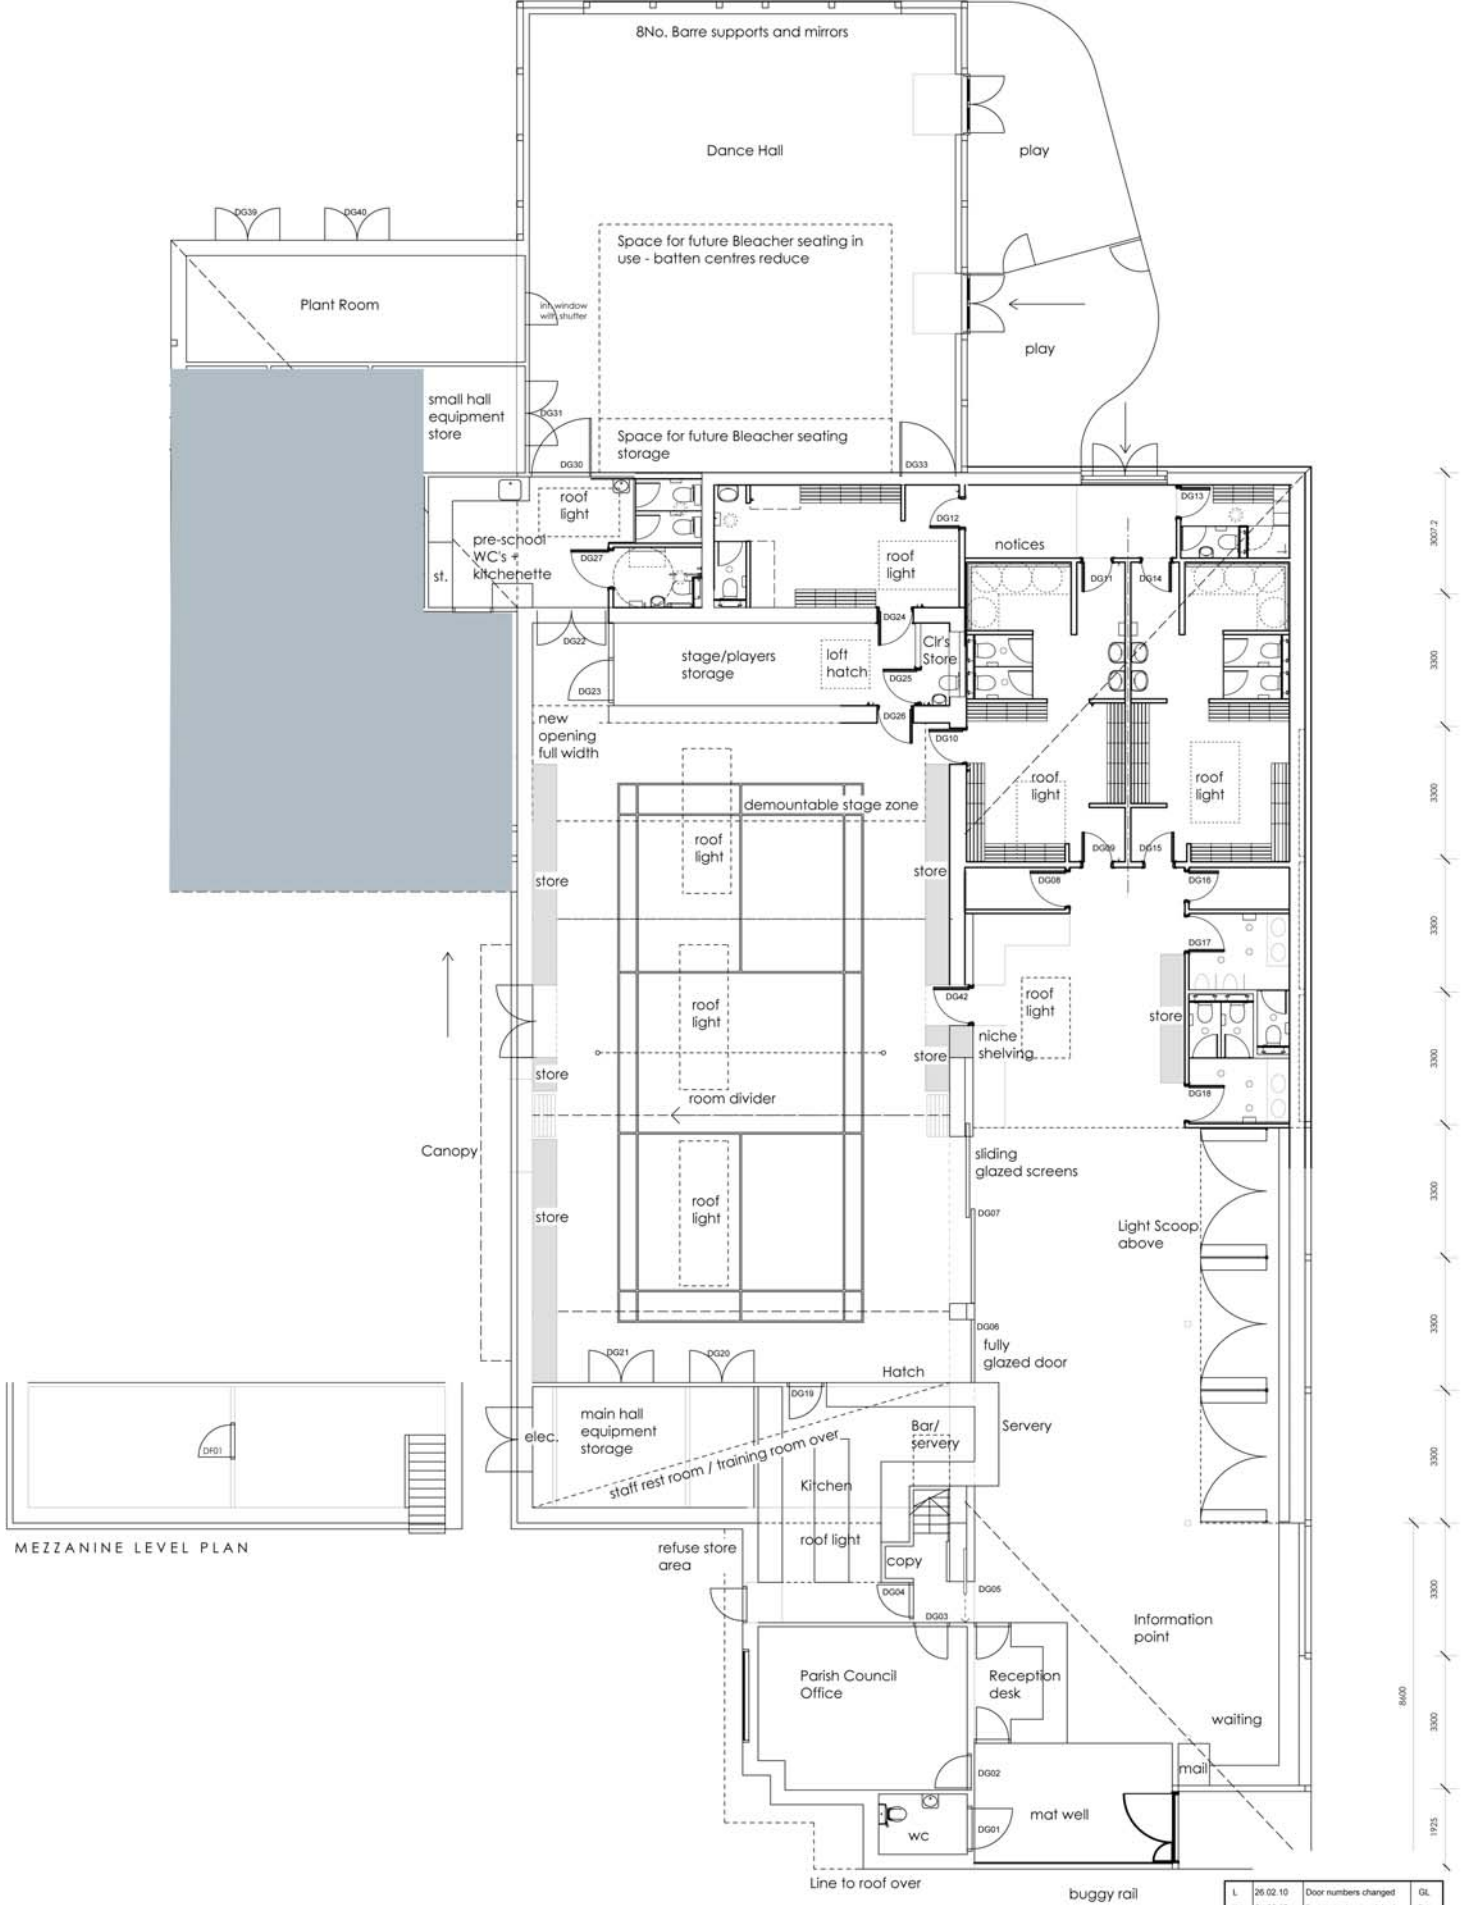 8No. Barre supports and mirrors
Dance Hall
play
DG39
DG40
Space for future Bleacher seating in
use - batten centres reduce
Plant Room
int. window
with shutter
play
small hall
equipment
store
DG31
Space for future Bleacher seating
storage
DG30
DG33
roof
light
DG12
DG13
notices
3007.2
pre-school
WC's +
kitchenette
st.
DG27
roof
light
DG11
DG14
DG22
DG24
stage/players
storage
loft
hatch
Clr's
Store
3300
DG23
DG25
DG26
new
opening
full width
DG10
roof
light
roof
light
3300
demountable stage zone
roof
light
DG09
DG15
store
store
DG08
DG16
3300
DG17
DG42
roof
light
roof
light
store
niche
shelving
store
store
3300
DG18
room divider
Canopy
sliding
glazed screens
3300
store
roof
light
DG07
Light Scoop
above
DG06
fully
glazed door
3300
DG21
DG20
Hatch
DG19
main hall
equipment
storage
elec.
Bar/
servery
Servery
DF01
staff rest room / training room over
Kitchen
3300
MEZZANINE LEVEL PLAN
refuse store
area
roof light
copy
DG04
DG05
DG03
3300
Information
point
Parish Council
Office
Reception
desk
8600
3300
waiting
DG02
mail
mat well
DG01
wc
1925
Line to roof over
buggy rail
L 26.02.10 Door numbers changed GL